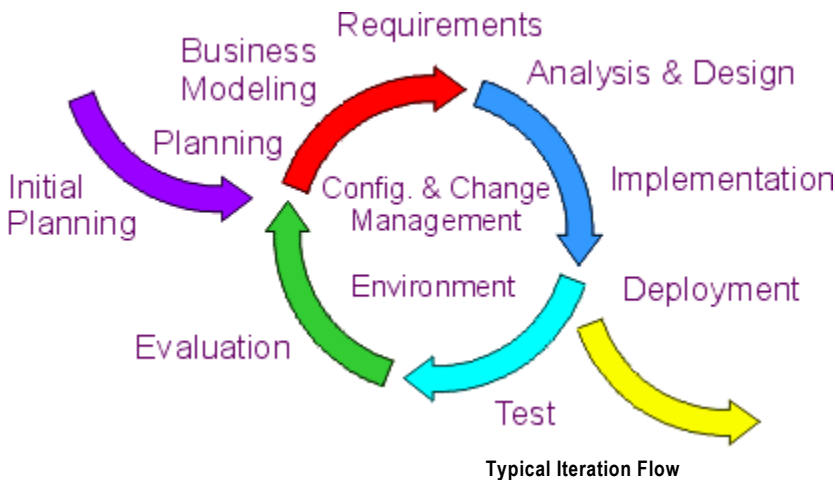 Requirements
Business
Modeling
Analysis & Design
Planning
Initial
Planning
Config. & Change
Management
Implementation
Environment
Deployment
Evaluation
Test
Typical Iteration Flow